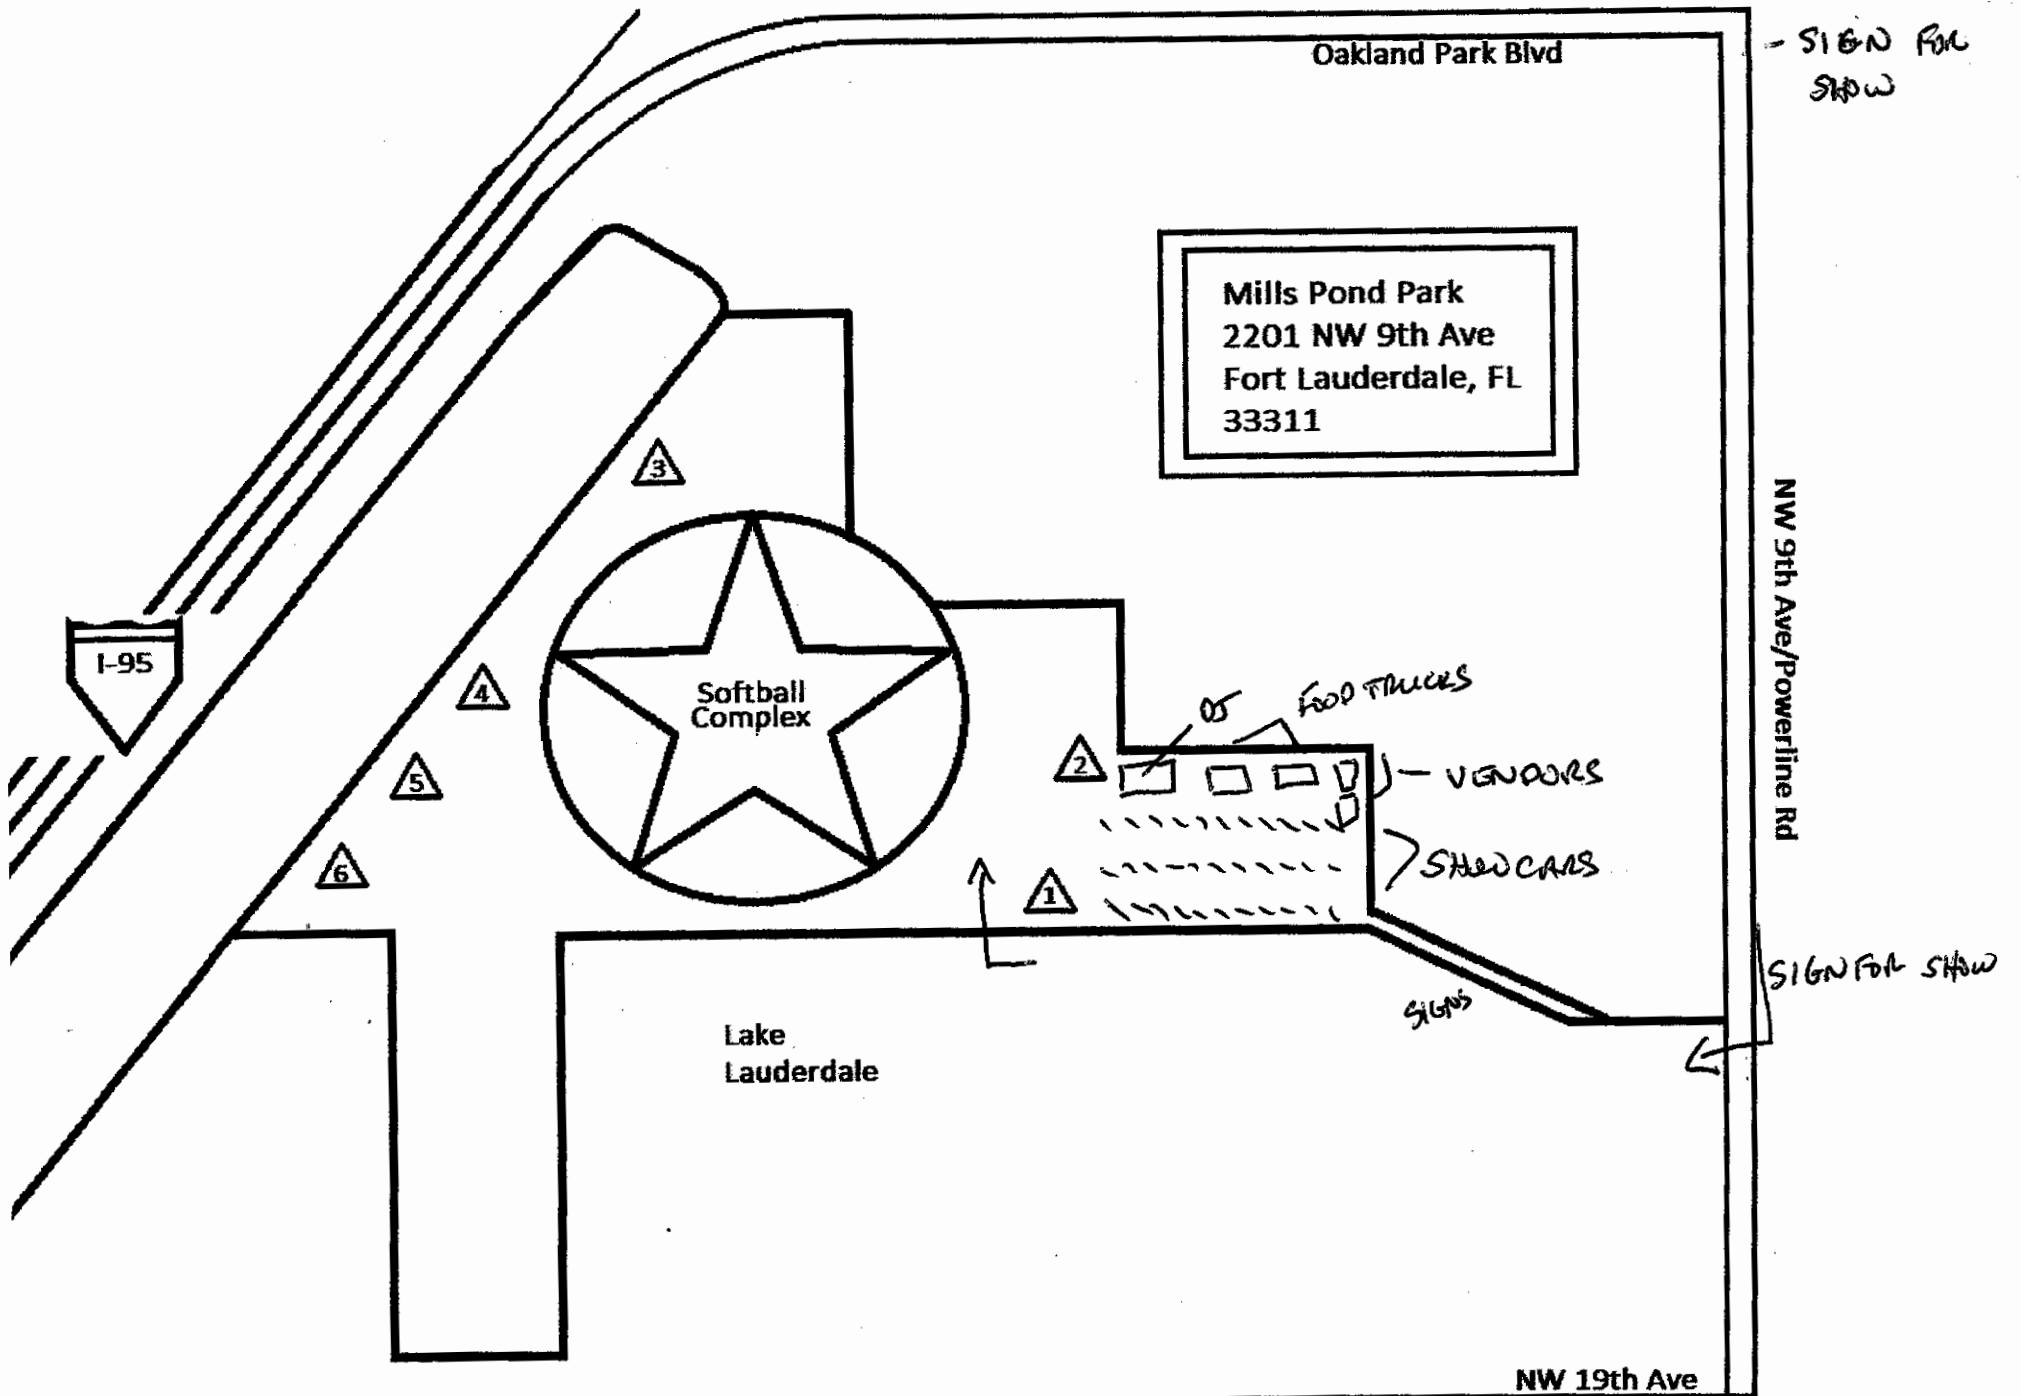 Oakland Park Blvd
- SIGN FOR
SHOW
Mills Pond Park
2201 NW 9th Ave
Fort Lauderdale, FL
33311
NW 9th Ave/Powerline Rd
3
I-95
4
Softball
Complex
DJ
FOOD TRUCKS
2
VENDORS
5
6
1
SHOW CARS
SIGN FOR SHOW
SIGNS
Lake
Lauderdale
NW 19th Ave